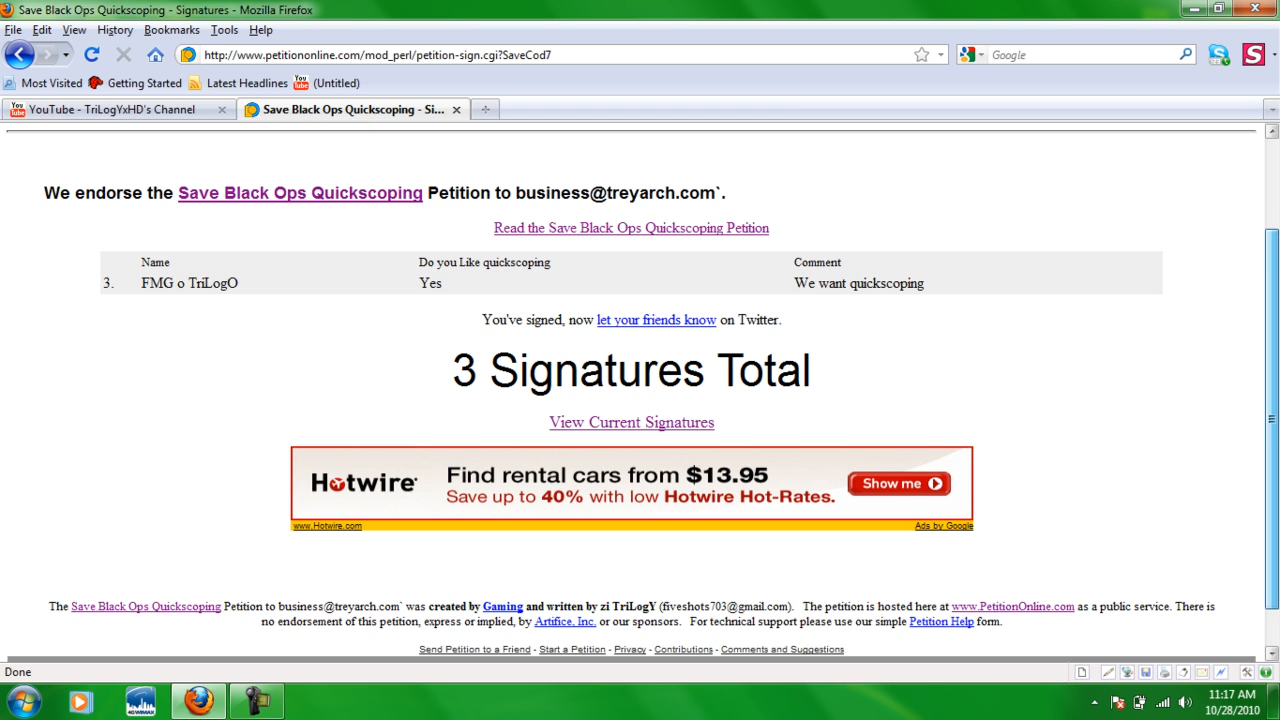 Save Black Ops Quickscoping - Signatures - Mozilla Firefox
File Edit View History Bookmarks Tools Help
http://www.petitiononline.com/mod_perl/petition-sign.cgi?SaveCod7
Google
Most Visited Getting Started Latest Headlines (Untitled)
YouTube - TriLogYxHD's Channel Save Black Ops Quickscoping - Si...
We endorse the Save Black Ops Quickscoping Petition to business@treyarch.com`.
Read the Save Black Ops Quickscoping Petition
Name Do you Like quickscoping Comment
3. FMG o TriLogO Yes We want quickscoping
You've signed, now let your friends know on Twitter.
3 Signatures Total
View Current Signatures
Hotwire Find rental cars from $13.95 Show me
Save up to 40% with low Hotwire Hot-Rates.
www.Hotwire.com Ads by Google
The Save Black Ops Quickscoping Petition to business@treyarch.com` was created by Gaming and written by zi TriLogY (fiveshots703@gmail.com). The petition is hosted here at www.PetitionOnline.com as a public service. There is
no endorsement of this petition, express or implied, by Artifice, Inc. or our sponsors. For technical support please use our simple Petition Help form.
Send Petition to a Friend - Start a Petition - Privacy - Contributions - Comments and Suggestions
Done
4GWIMAX
11:17 AM
10/28/2010